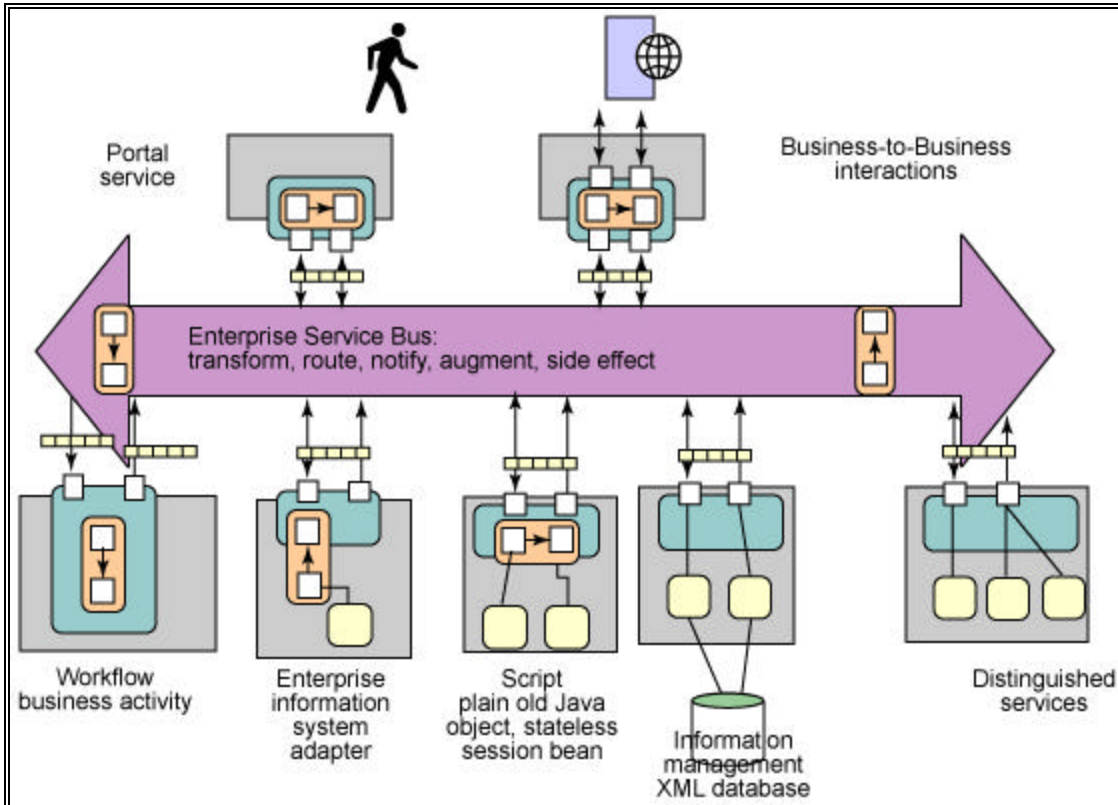 Portal
service
Business-to-Business
interactions
Enterprise Service Bus:
transform, route, notify, augment, side effect
Workflow
business activity
Enterprise
information
system
adapter
Script
plain old Java
object, stateless
session bean
Information
management
XML database
Distinguished
services